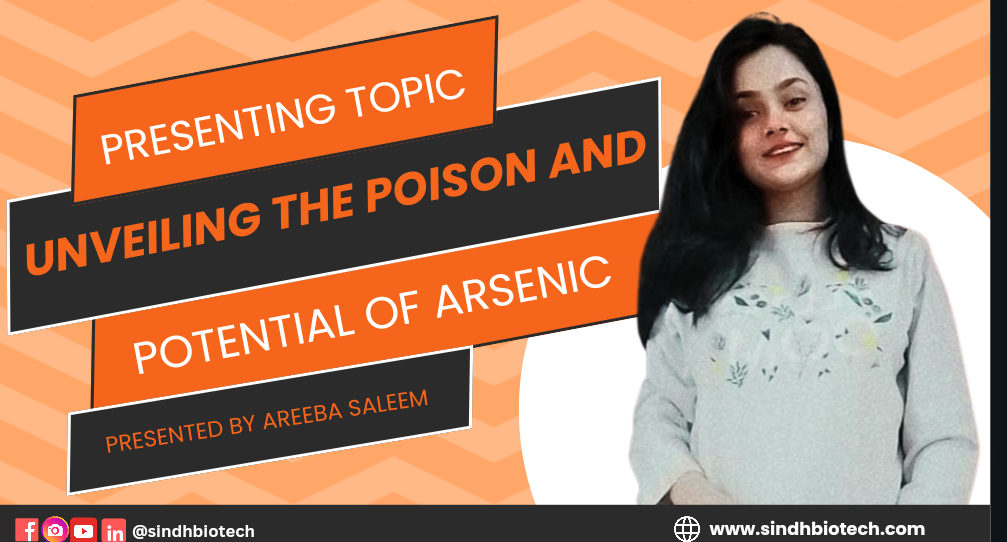 PRESENTING TOPIC
UNVEILING THE POISON AND
POTENTIAL OF ARSENIC
PRESENTED BY AREEBA SALEEM
@sindhbiotech
www.sindhbiotech.com